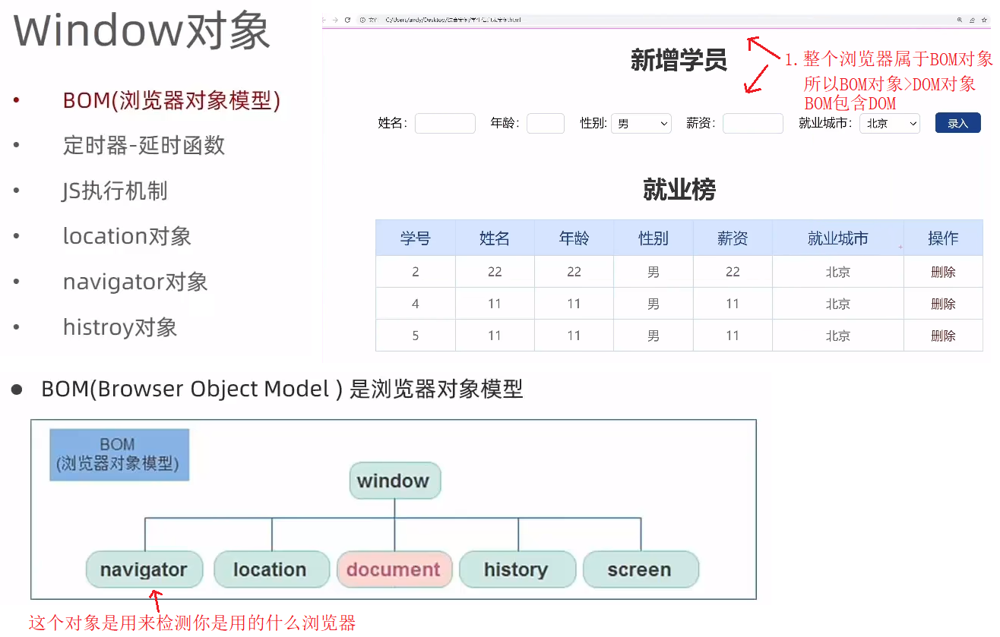 Window对象
• BOM(浏览器对象模型)
• 定时器-延时函数
• JS执行机制
• location对象
• navigator对象
• histroy对象
新增学员
1. 整个浏览器属于BOM对象
所以BOM对象>DOM对象
BOM包含DOM
姓名: 年龄: 性别: 男 薪资: 就业城市: 北京 录入
就业榜
学号 姓名 年龄 性别 薪资 就业城市 操作
2 22 22 男 22 北京 删除
4 11 11 男 11 北京 删除
5 11 11 男 11 北京 删除
● BOM(Browser Object Model ) 是浏览器对象模型
BOM
(浏览器对象模型)
window
navigator location document history screen
这个对象是用来检测你是用的什么浏览器